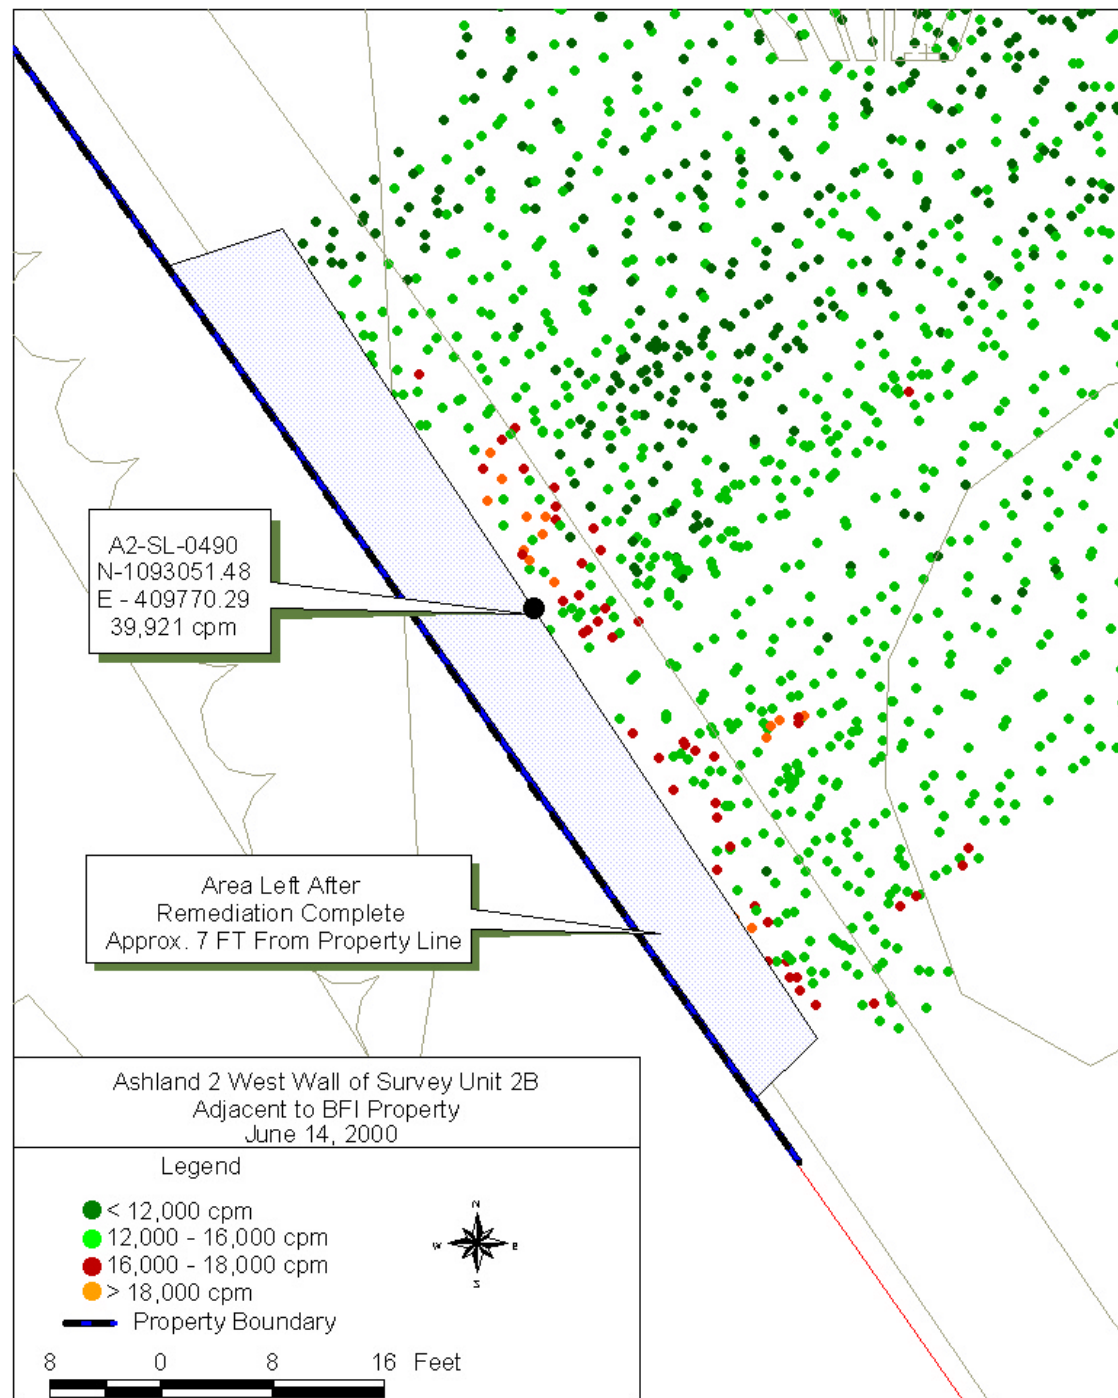 A2-SL-0490
N-1093051.48
E - 409770.29
39,921 cpm
Area Left After
Remediation Complete
Approx. 7 FT From Property Line
Ashland 2 West Wall of Survey Unit 2B
Adjacent to BFI Property
June 14, 2000
Legend
< 12,000 cpm
12,000 - 16,000 cpm
16,000 - 18,000 cpm
> 18,000 cpm
Property Boundary
N
W E
S
8 0 8 16 Feet